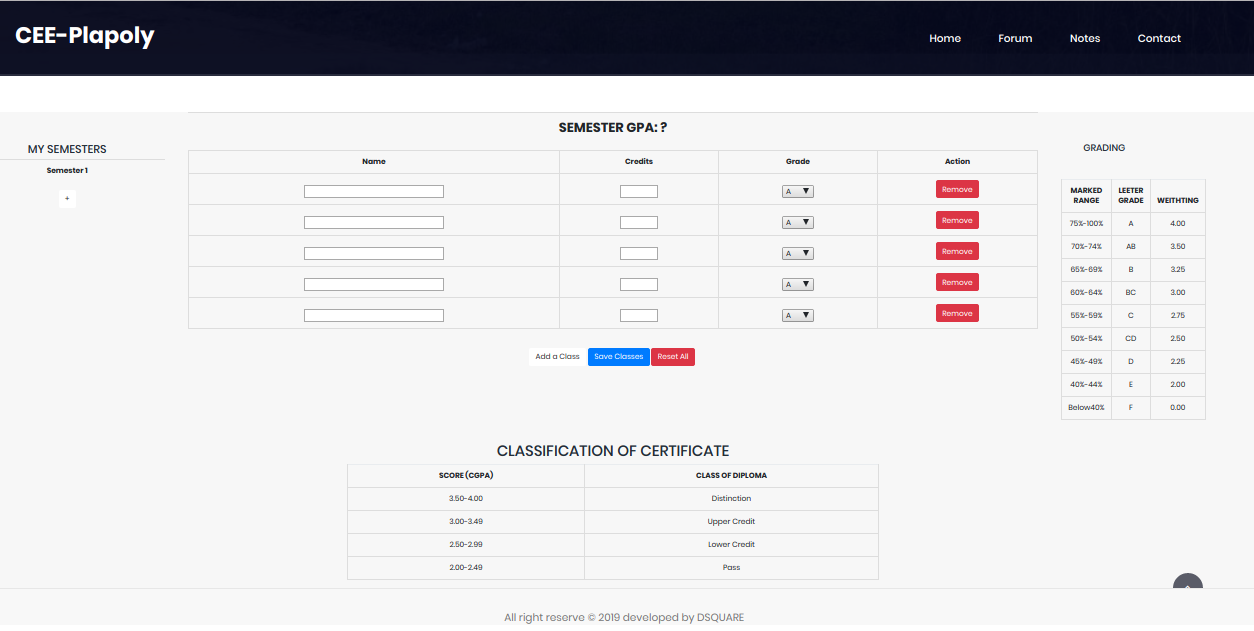 CEE-Plapoly
Home Forum Notes Contact
MY SEMESTERS
Semester 1
+
SEMESTER GPA: ?
Name Credits Grade Action
A Remove
A Remove
A Remove
A Remove
A Remove
Add a Class Save Classes Reset All
GRADING
MARKED RANGE LEETER GRADE WEITHTING
75%-100% A 4.00
70%-74% AB 3.50
65%-69% B 3.25
60%-64% BC 3.00
55%-59% C 2.75
50%-54% CD 2.50
45%-49% D 2.25
40%-44% E 2.00
Below40% F 0.00
CLASSIFICATION OF CERTIFICATE
SCORE (CGPA) CLASS OF DIPLOMA
3.50-4.00 Distinction
3.00-3.49 Upper Credit
2.50-2.99 Lower Credit
2.00-2.49 Pass
All right reserve © 2019 developed by DSQUARE